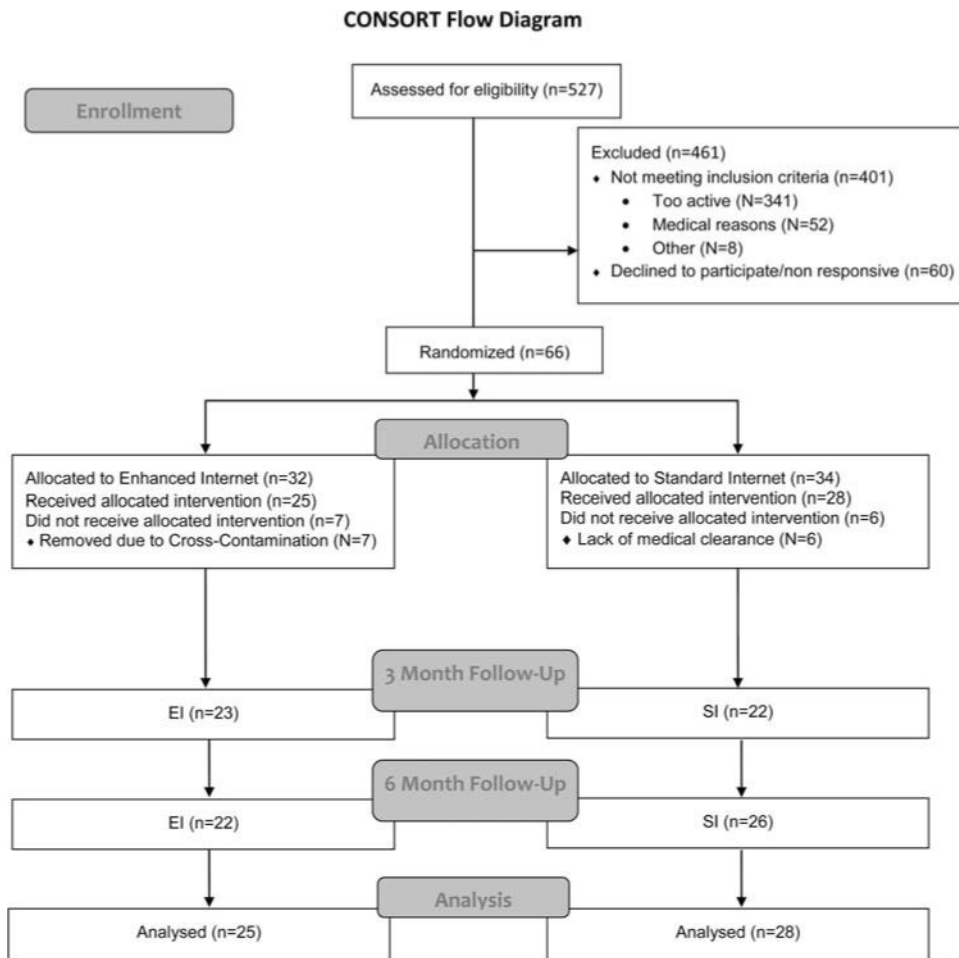 CONSORT Flow Diagram
Assessed for eligibility (n=527)
Enrollment
Excluded (n=461)
⬧ Not meeting inclusion criteria (n=401)
• Too active (N=341)
• Medical reasons (N=52)
• Other (N=8)
⬧ Declined to participate/non responsive (n=60)
Randomized (n=66)
Allocation
Allocated to Enhanced Internet (n=32)
Received allocated intervention (n=25)
Did not receive allocated intervention (n=7)
⬧ Removed due to Cross-Contamination (N=7)
Allocated to Standard Internet (n=34)
Received allocated intervention (n=28)
Did not receive allocated intervention (n=6)
⬧ Lack of medical clearance (N=6)
3 Month Follow-Up
EI (n=23)
SI (n=22)
6 Month Follow-Up
EI (n=22)
SI (n=26)
Analysis
Analysed (n=25)
Analysed (n=28)